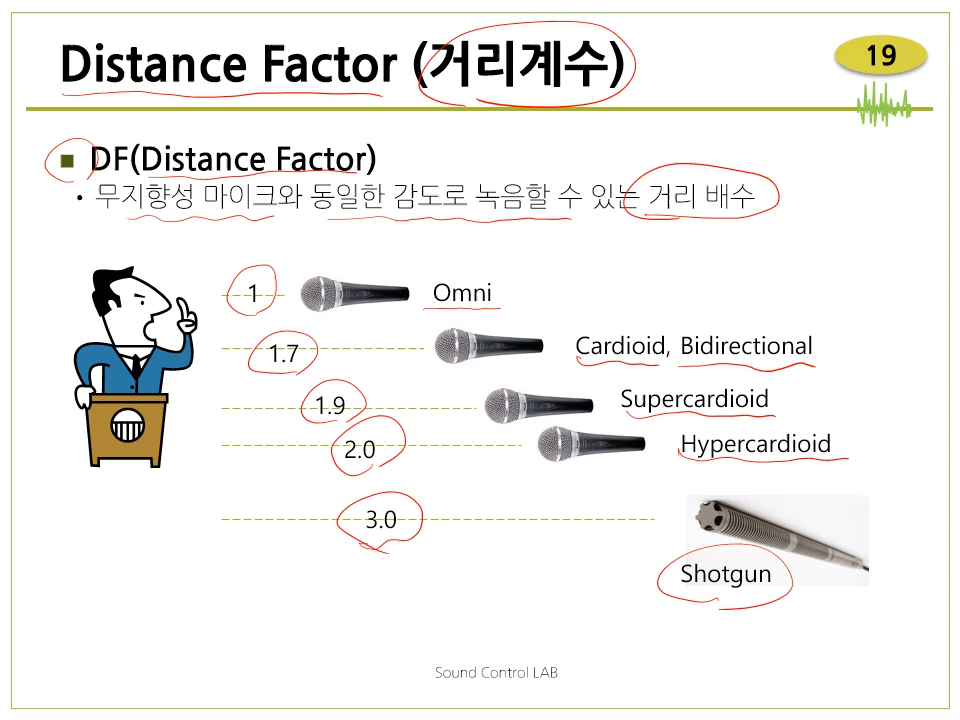 Distance Factor (거리계수)
19
DF(Distance Factor)
• 무지향성 마이크와 동일한 감도로 녹음할 수 있는 거리 배수
1
Omni
1.7
Cardioid, Bidirectional
1.9
Supercardioid
2.0
Hypercardioid
3.0
Shotgun
Sound Control LAB